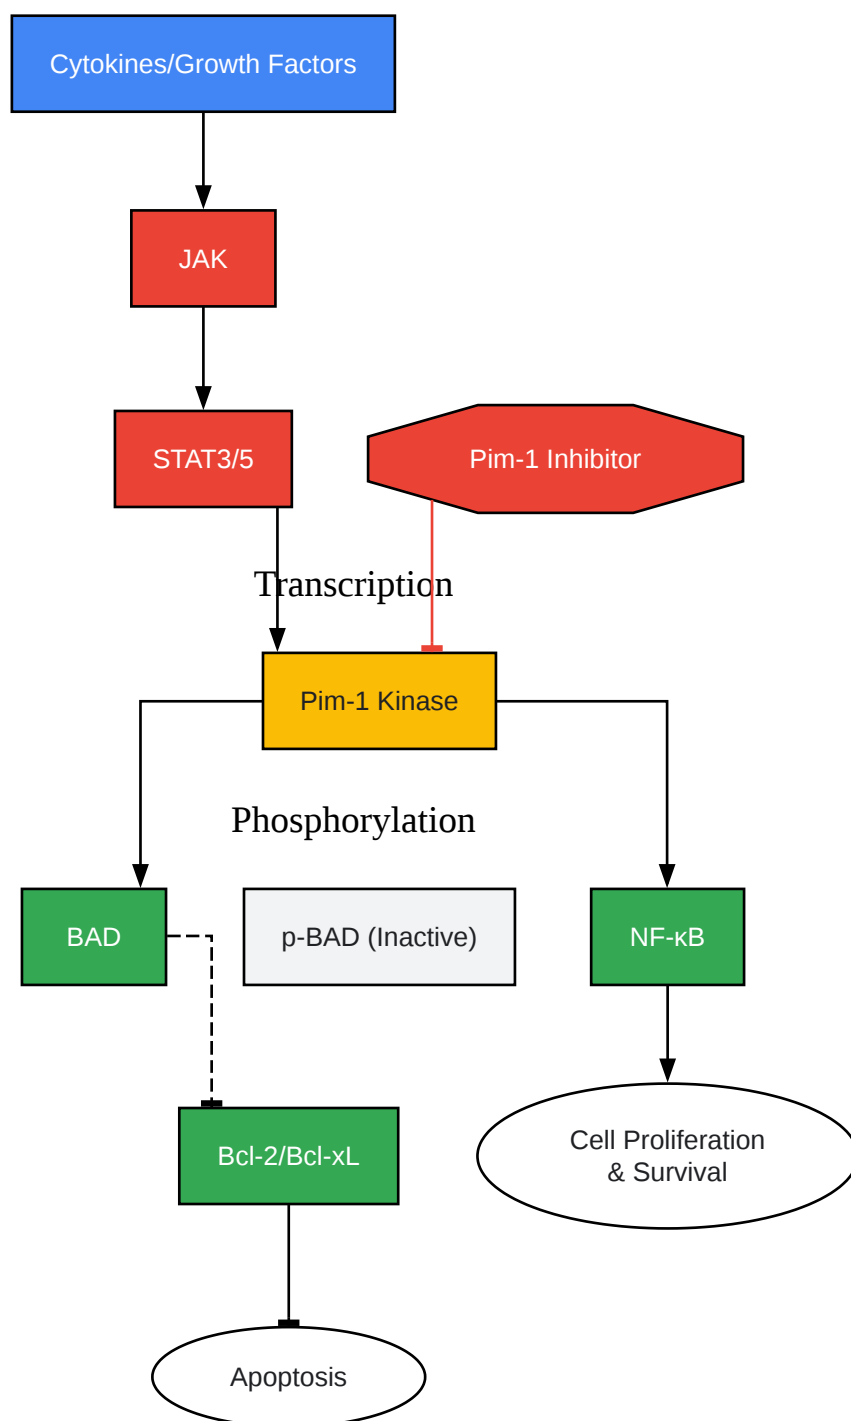 Cytokines/Growth Factors
JAK
STAT3/5
Pim-1 Inhibitor
Transcription
Pim-1 Kinase
Phosphorylation
BAD
p-BAD (Inactive)
NF-κB
Bcl-2/Bcl-xL
Cell Proliferation
& Survival
Apoptosis